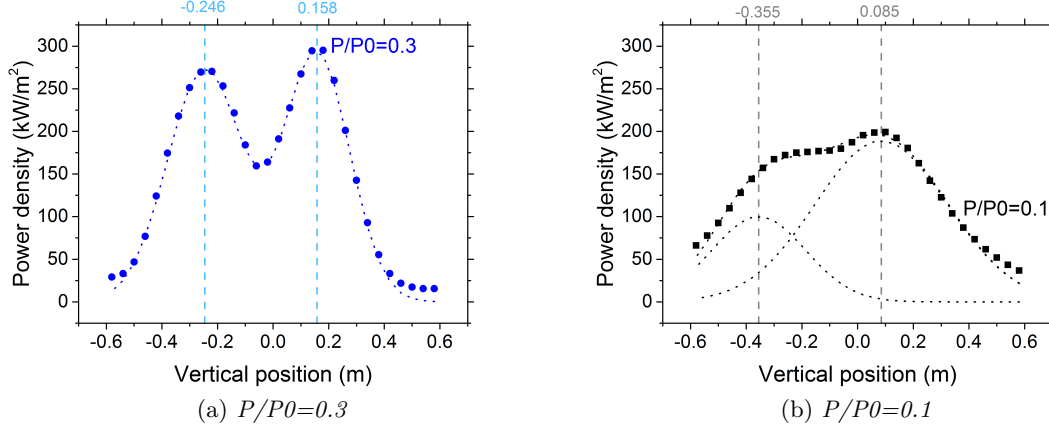 -0.246 0.158
P/P0=0.3
300
250
200
150
100
50
0
Power density (kW/m²)
-0.6 -0.4 -0.2 0.0 0.2 0.4 0.6
Vertical position (m)
(a) P/P0=0.3
-0.355 0.085
P/P0=0.1
300
250
200
150
100
50
0
Power density (kW/m²)
-0.6 -0.4 -0.2 0.0 0.2 0.4 0.6
Vertical position (m)
(b) P/P0=0.1